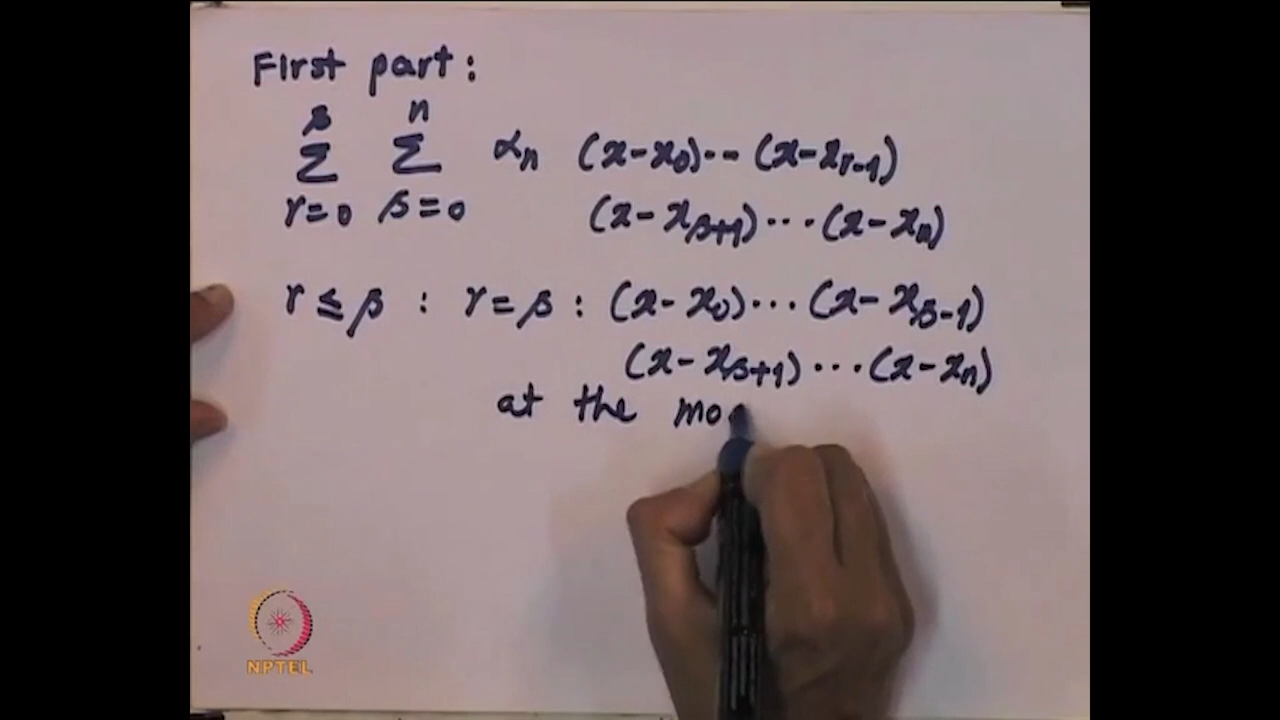 First part:
β n
Σ Σ αn (x-x0)-- (x-xr-1)
r=0 β=0 (x-xβ+1)...(x-xn)
r ≤ β : r=β : (x-x0)...(x-xβ-1)
(x-xβ+1)...(x-xn)
at the mo
NPTEL